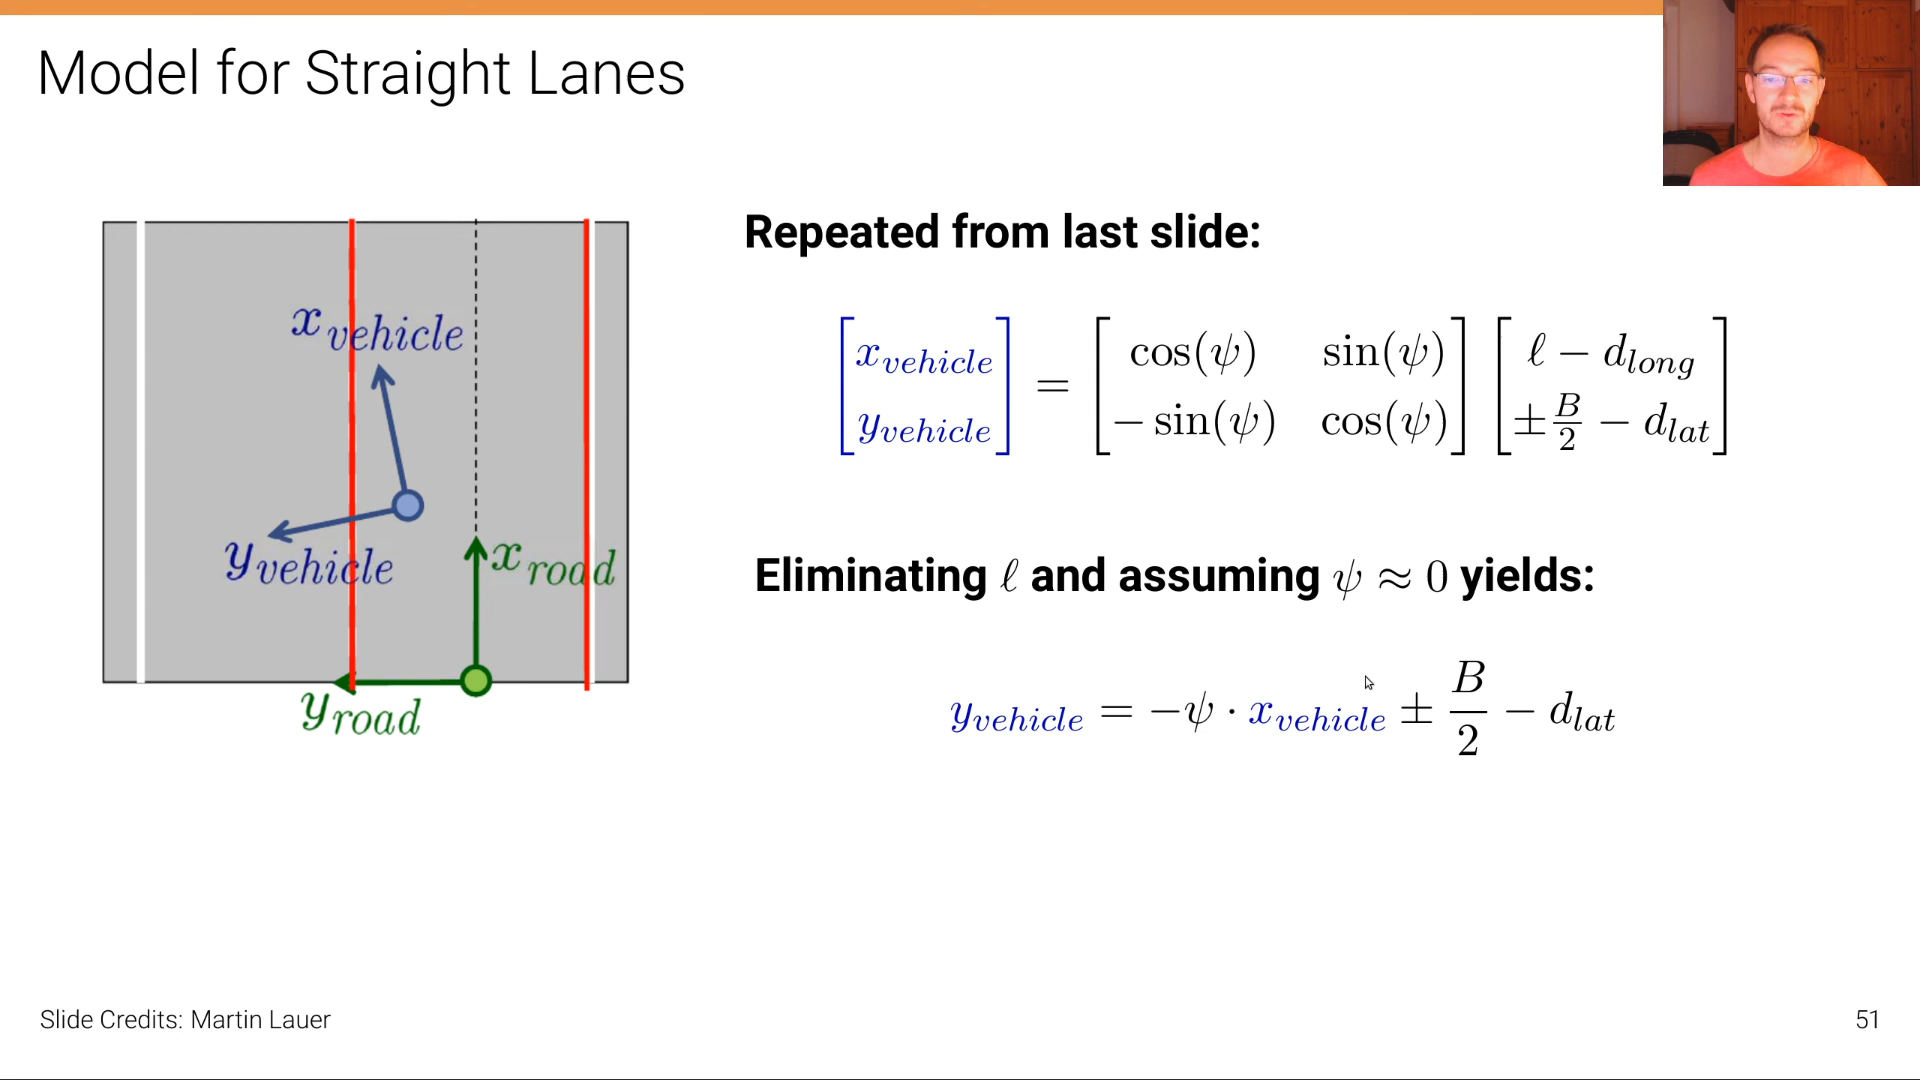 Model for Straight Lanes
x_vehicle
y_vehicle
x_road
y_road
Repeated from last slide:
[x_vehicle; y_vehicle] = [cos(ψ) sin(ψ); − sin(ψ) cos(ψ)] [ℓ − d_long; ± B/2 − d_lat]
Eliminating ℓ and assuming ψ ≈ 0 yields:
y_vehicle = −ψ · x_vehicle ± B/2 − d_lat
Slide Credits: Martin Lauer
51